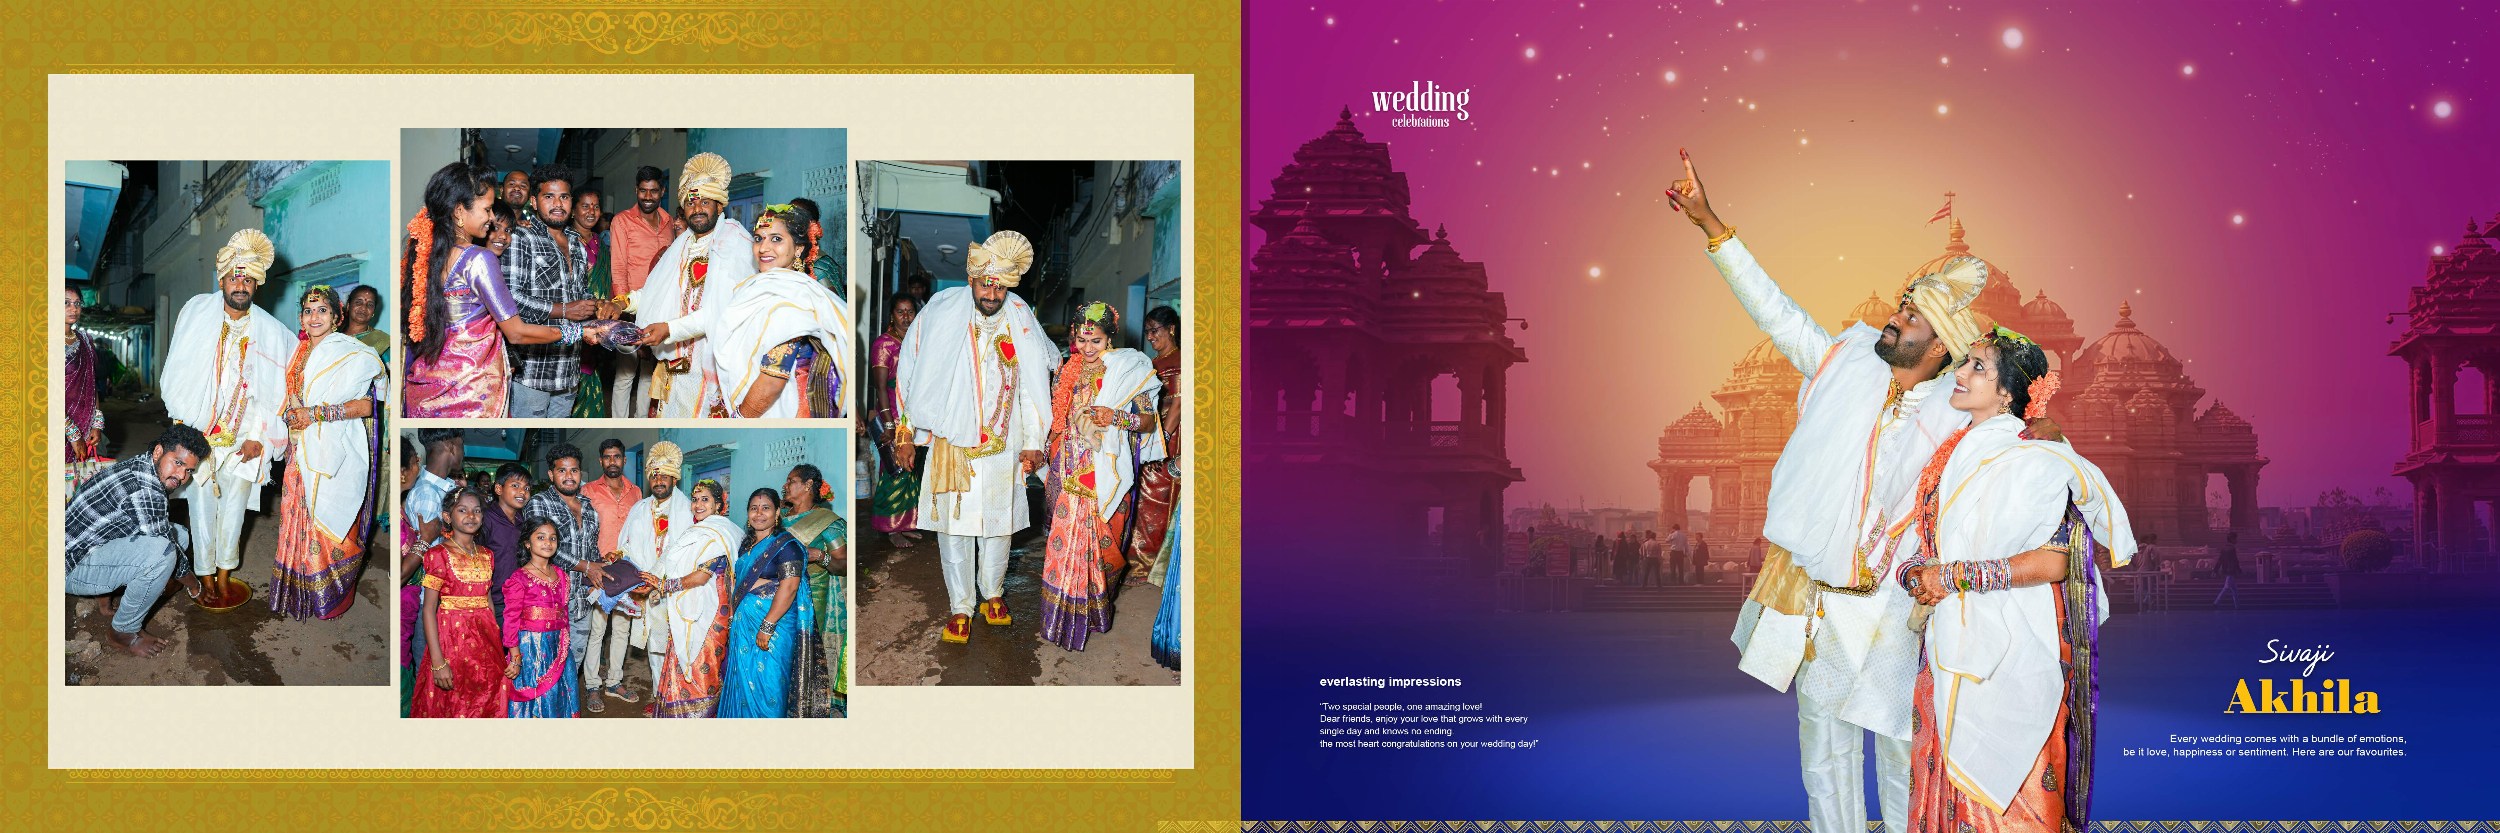 wedding
celebrations
everlasting impressions
"Two special people, one amazing love!
Dear friends, enjoy your love that grows with every
single day and knows no ending.
the most heart congratulations on your wedding day!"
Sivaji
Akhila
Every wedding comes with a bundle of emotions,
be it love, happiness or sentiment. Here are our favourites.